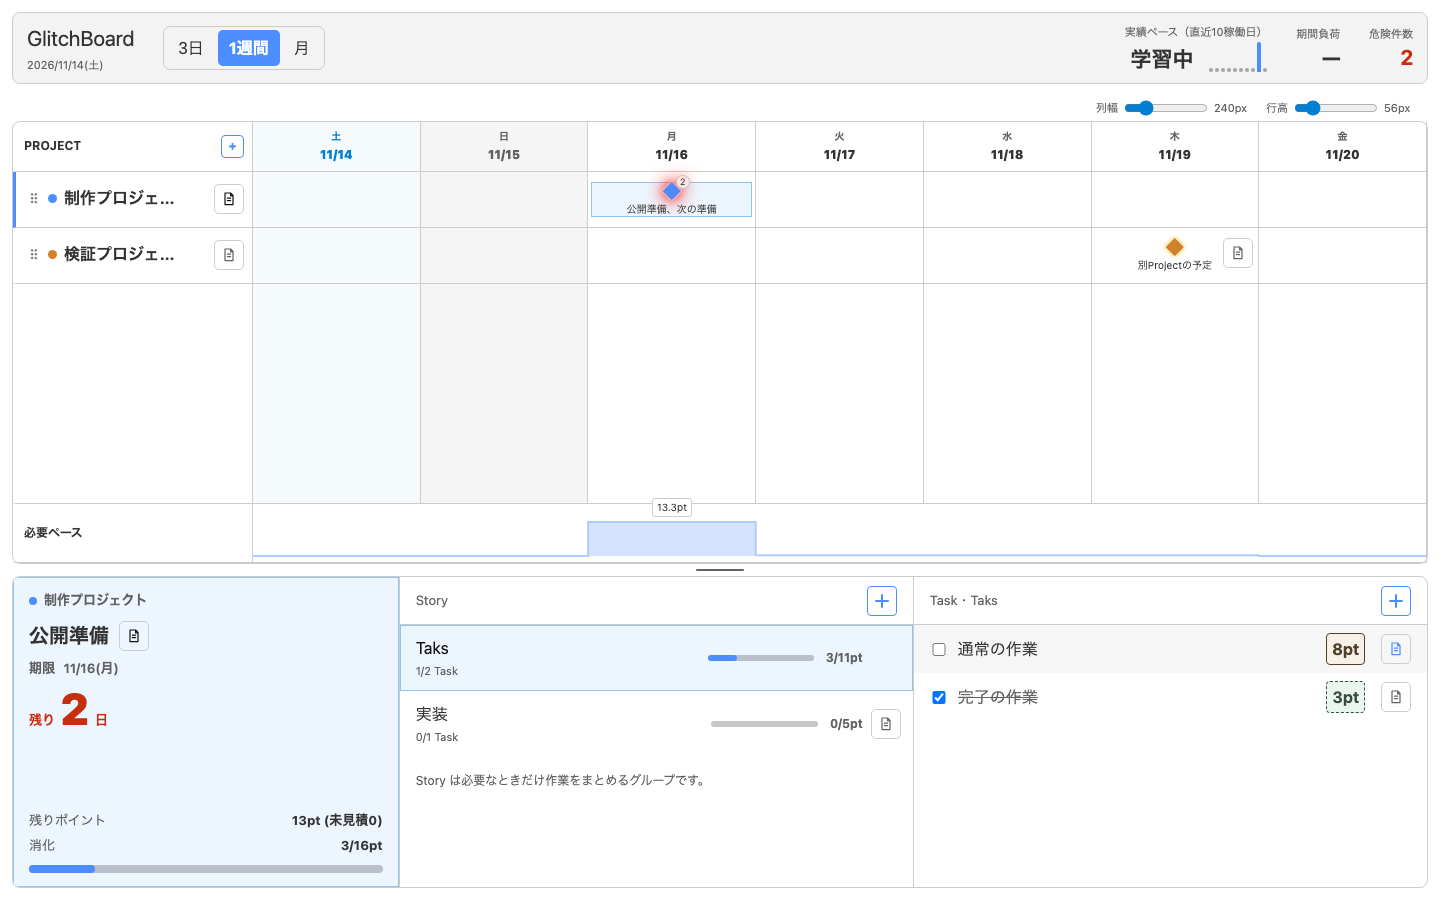 GlitchBoard
2026/11/14(土)
3日 1週間 月
実績ペース（直近10稼働日）
学習中
期間負荷
—
危険件数
2
列幅 240px 行高 56px
PROJECT +
土
11/14
日
11/15
月
11/16
火
11/17
水
11/18
木
11/19
金
11/20
制作プロジェ...
2
公開準備、次の準備
検証プロジェ...
別Projectの予定
必要ペース
13.3pt
制作プロジェクト
公開準備
期限 11/16(月)
残り 2 日
残りポイント 13pt (未見積0)
消化 3/16pt
Story +
Taks
1/2 Task
3/11pt
実装
0/1 Task
0/5pt
Story は必要なときだけ作業をまとめるグループです。
Task・Taks +
通常の作業 8pt
完了の作業 3pt